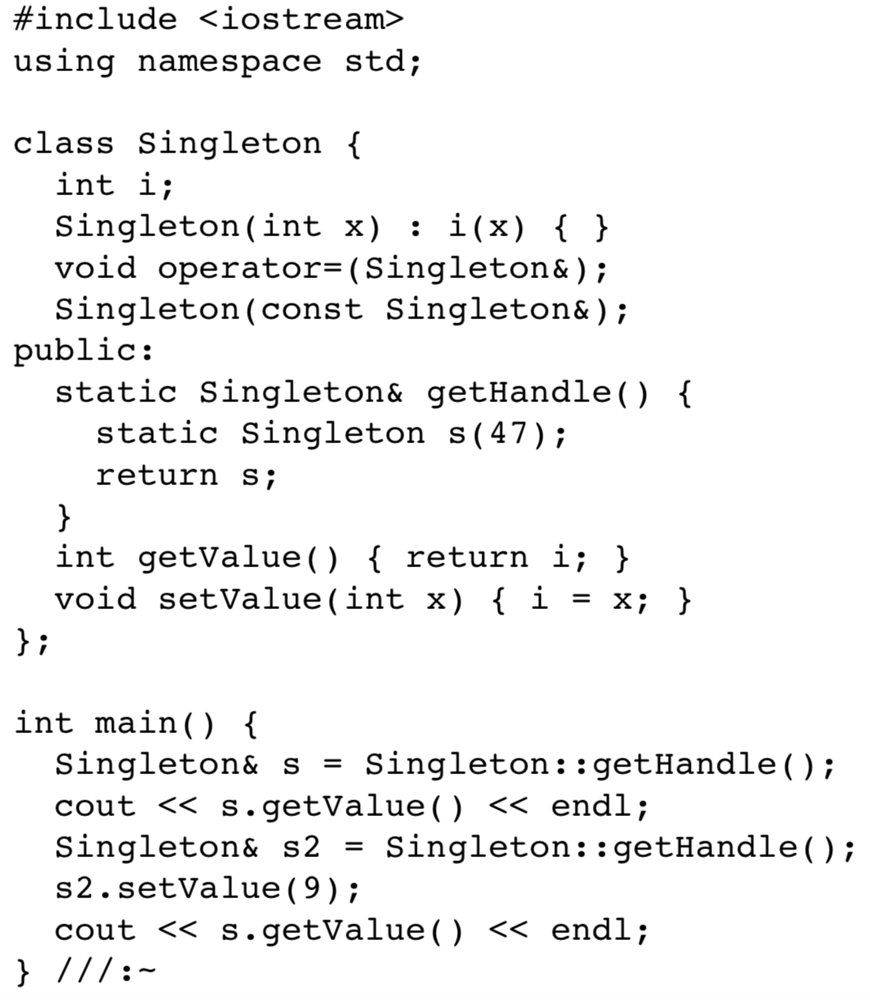 #include <iostream>
using namespace std;

class Singleton {
  int i;
  Singleton(int x) : i(x) { }
  void operator=(Singleton&);
  Singleton(const Singleton&);
public:
  static Singleton& getHandle() {
    static Singleton s(47);
    return s;
  }
  int getValue() { return i; }
  void setValue(int x) { i = x; }
};

int main() {
  Singleton& s = Singleton::getHandle();
  cout << s.getValue() << endl;
  Singleton& s2 = Singleton::getHandle();
  s2.setValue(9);
  cout << s.getValue() << endl;
} ///:~